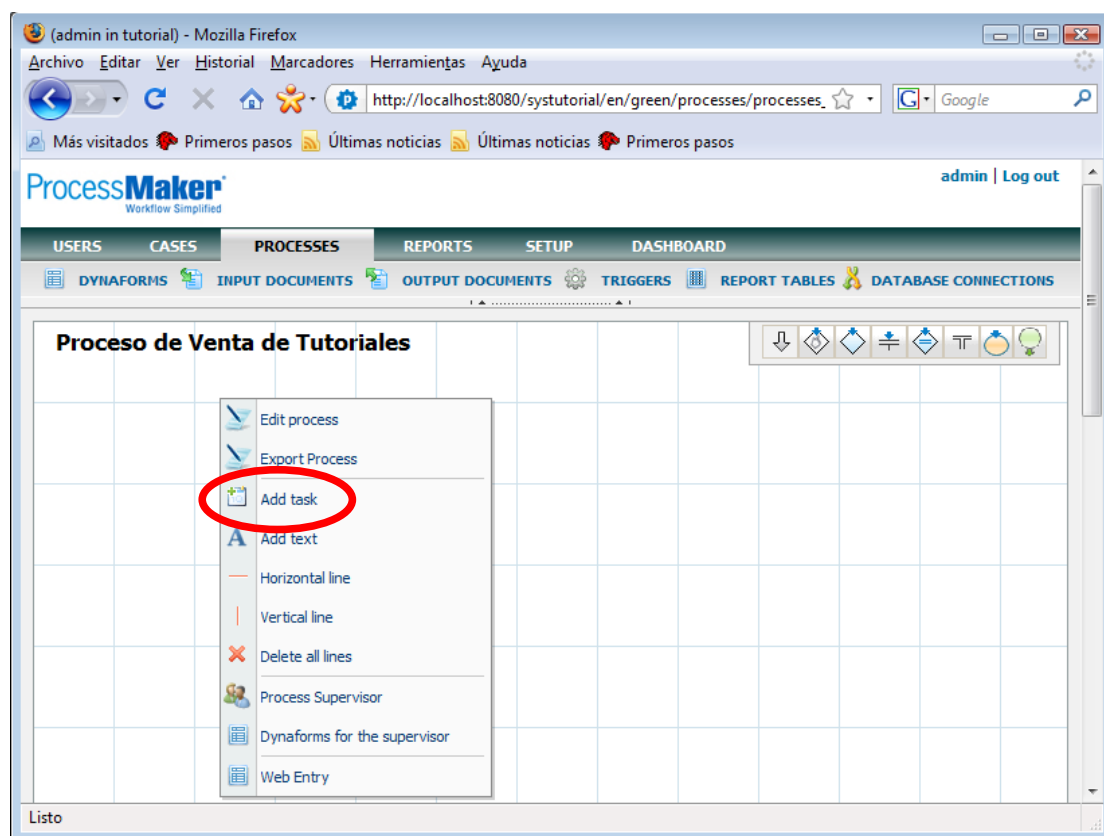 (admin in tutorial) - Mozilla Firefox
Archivo Editar Ver Historial Marcadores Herramientas Ayuda
http://localhost:8080/systutorial/en/green/processes/processes_ G Google
Más visitados Primeros pasos Últimas noticias Últimas noticias Primeros pasos
ProcessMaker
Workflow Simplified
admin | Log out
USERS CASES PROCESSES REPORTS SETUP DASHBOARD
DYNAFORMS INPUT DOCUMENTS OUTPUT DOCUMENTS TRIGGERS REPORT TABLES DATABASE CONNECTIONS
Proceso de Venta de Tutoriales
Edit process
Export Process
Add task
A Add text
Horizontal line
Vertical line
Delete all lines
Process Supervisor
Dynaforms for the supervisor
Web Entry
Listo